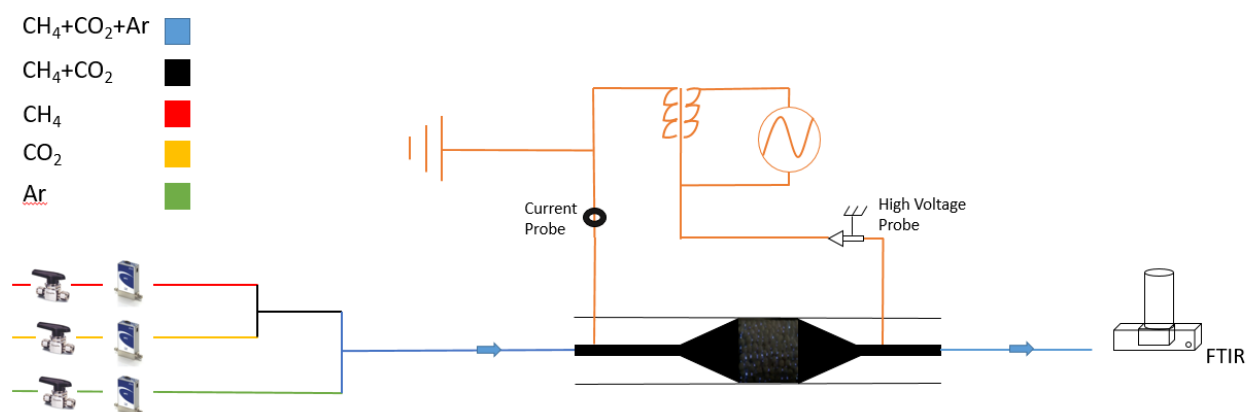 CH₄+CO₂+Ar
CH₄+CO₂
CH₄
CO₂
Ar
Current
Probe
High Voltage
Probe
FTIR